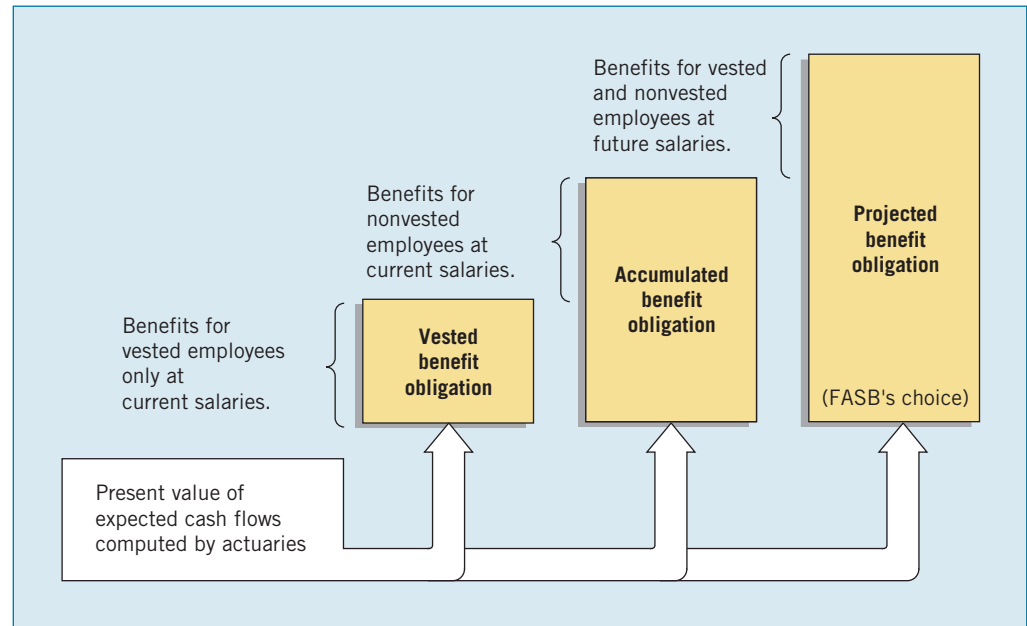 Benefits for vested
and nonvested
employees at
future salaries.
Benefits for
nonvested
employees at
current salaries.
Benefits for
vested employees
only at
current salaries.
Vested
benefit
obligation
Accumulated
benefit
obligation
Projected
benefit
obligation
(FASB's choice)
Present value of
expected cash flows
computed by actuaries